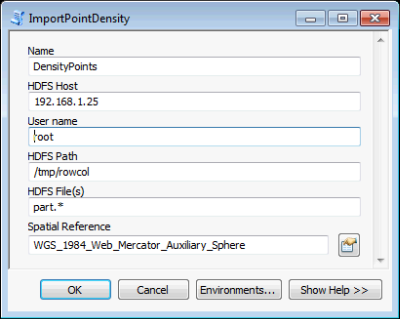 ImportPointDensity
Name
DensityPoints
HDFS Host
192.168.1.25
User name
root
HDFS Path
/tmp/rowcol
HDFS File(s)
part.*
Spatial Reference
WGS_1984_Web_Mercator_Auxiliary_Sphere
OK Cancel Environments... Show Help >>